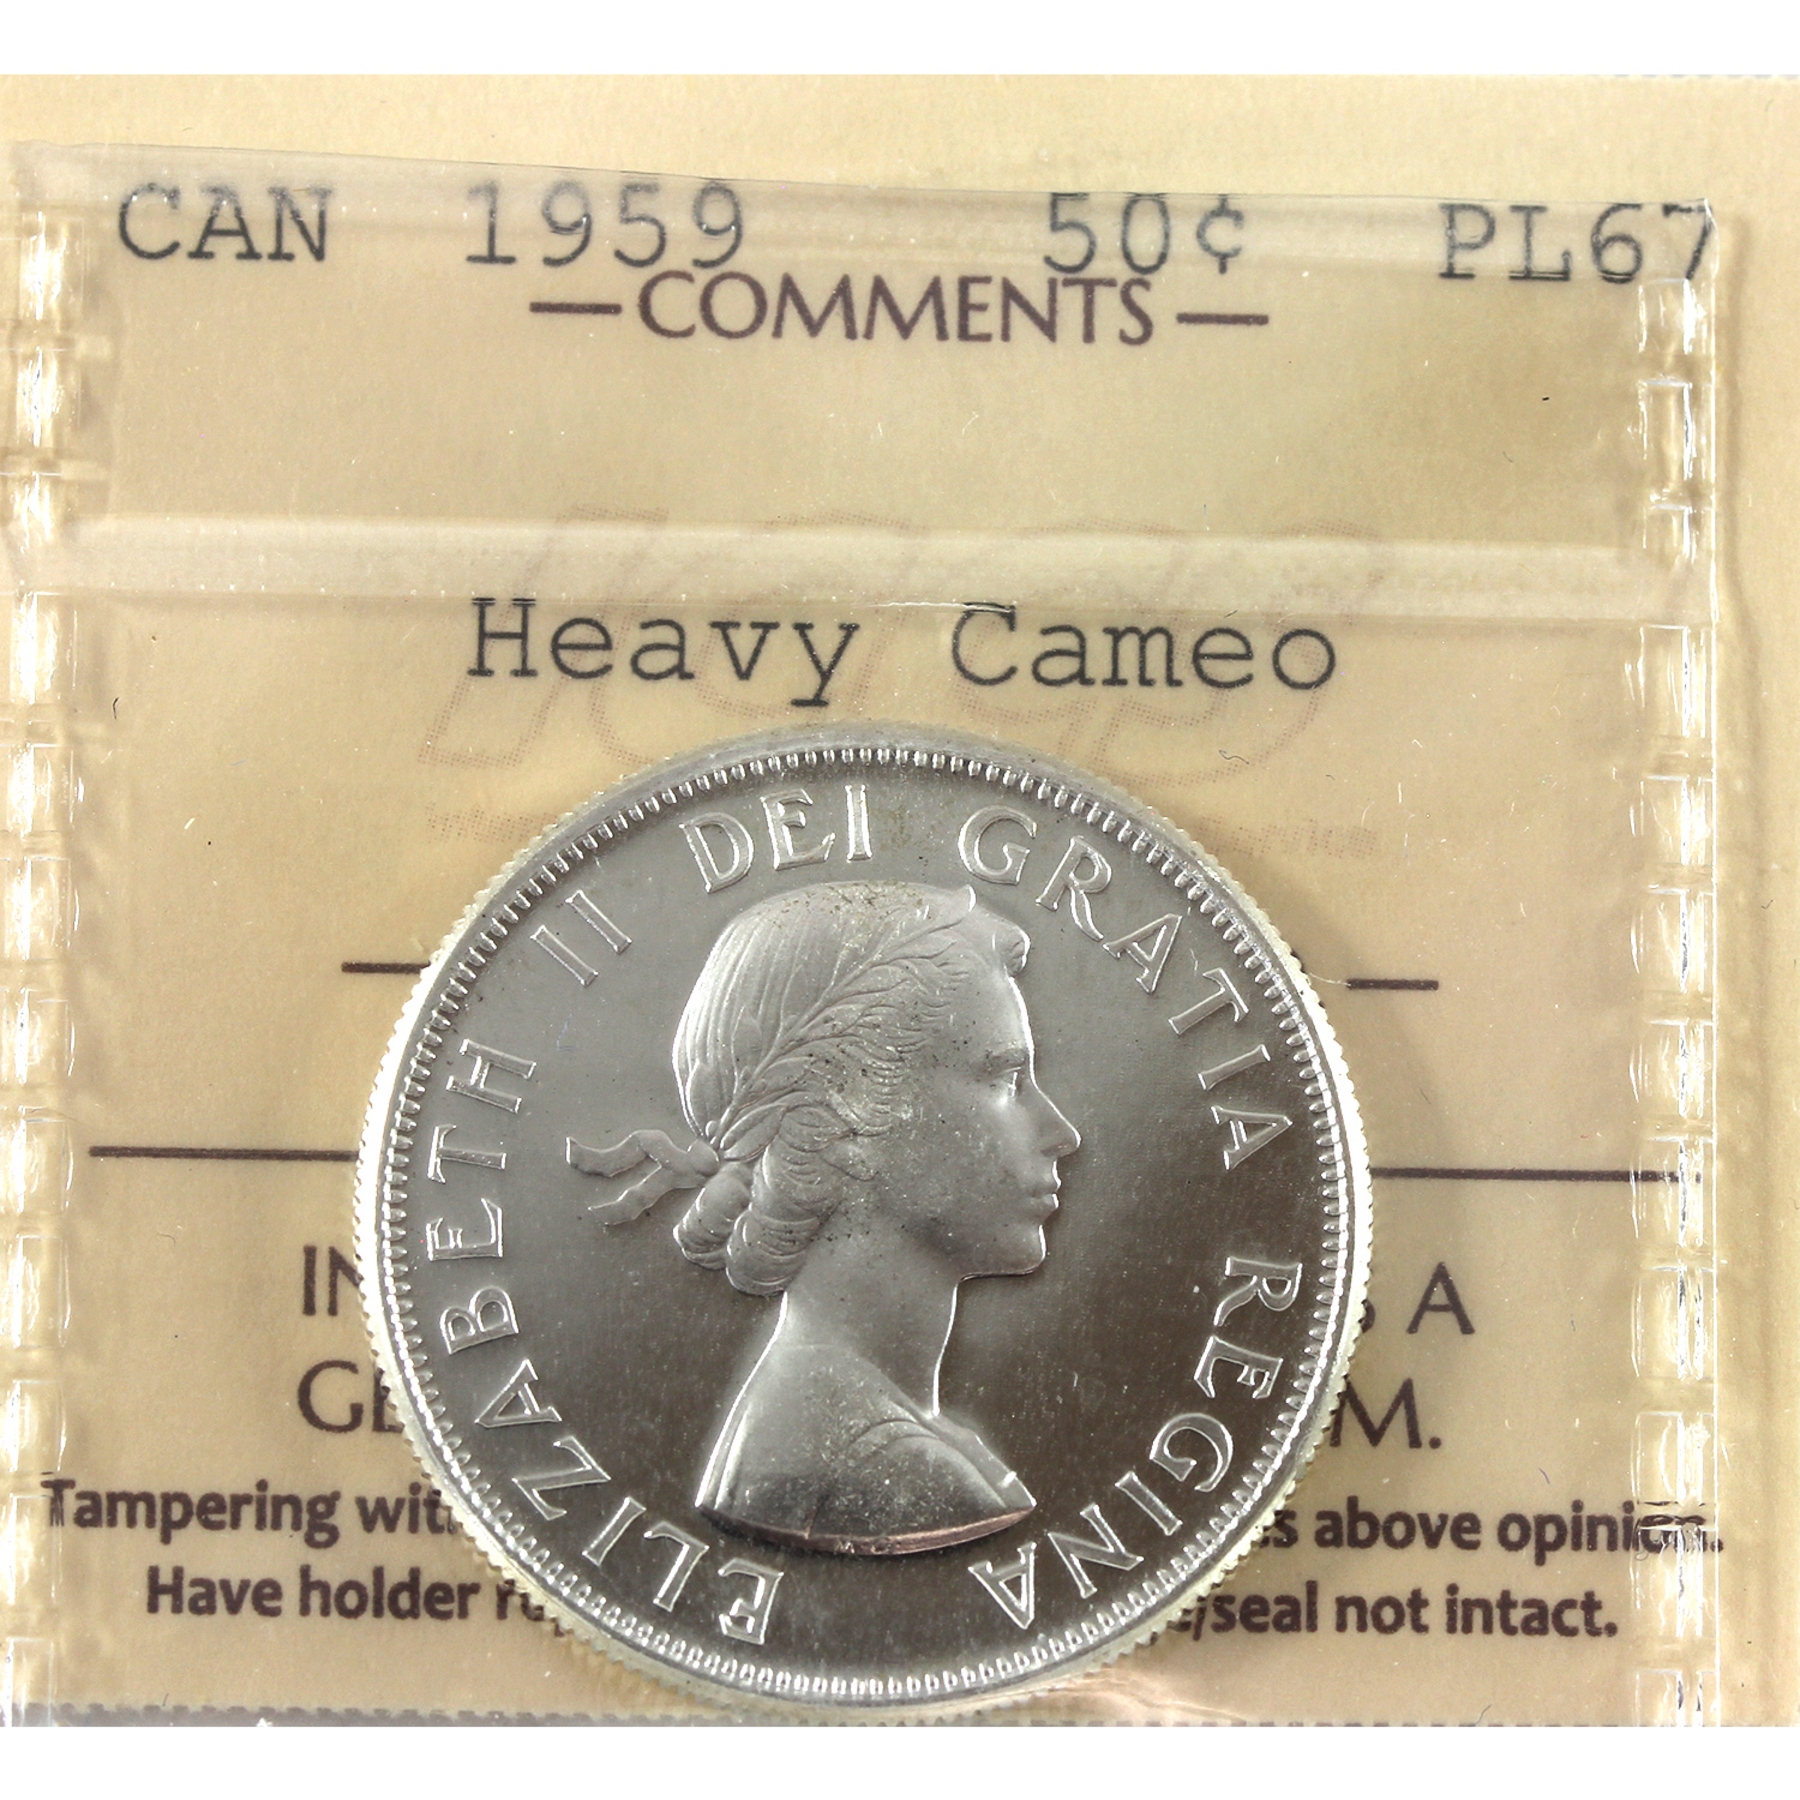 CAN 1959 50¢ PL67
—COMMENTS—
Heavy Cameo
ELIZABETH II DEI GRATIA REGINA
A
M.
Tampering above opinion.
Have holder /seal not intact.